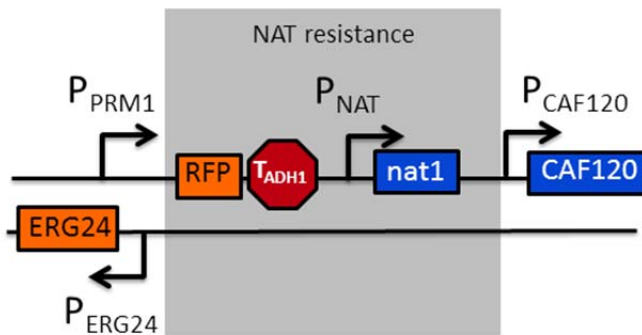 NAT resistance
PPRM1
PNAT
PCAF120
RFP
TADH1
nat1
CAF120
ERG24
PERG24